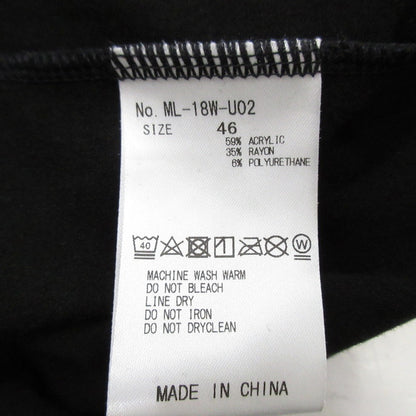 No. ML-18W-U02
SIZE 46
59% ACRYLIC
35% RAYON
6% POLYURETHANE
40 W
MACHINE WASH WARM
DO NOT BLEACH
LINE DRY
DO NOT IRON
DO NOT DRYCLEAN
MADE IN CHINA